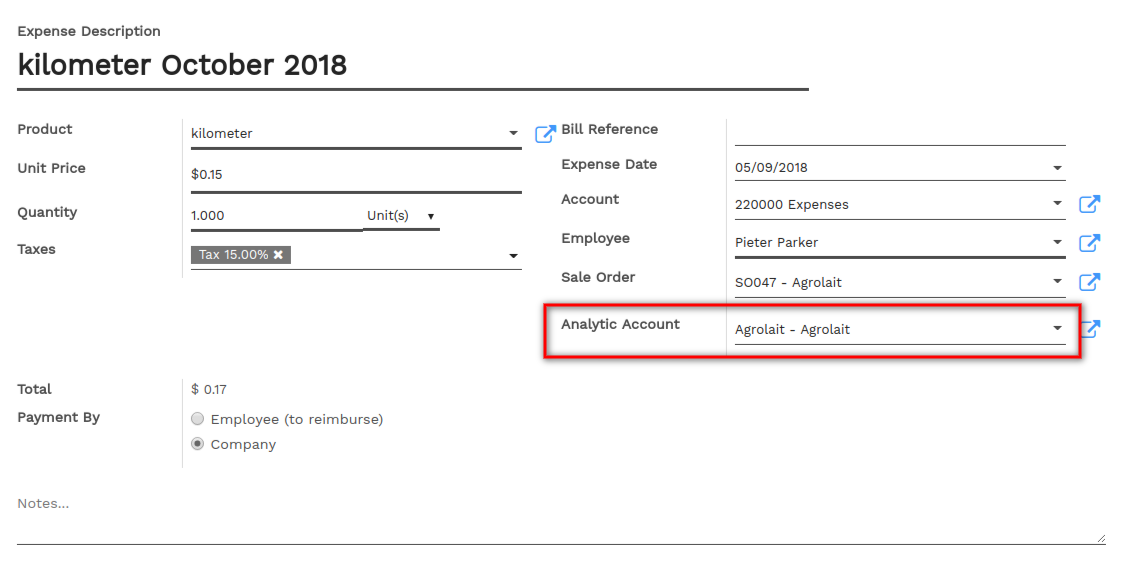 Expense Description
kilometer October 2018
Product
kilometer
Unit Price
$0.15
Quantity
1.000 Unit(s)
Taxes
Tax 15.00% ✖
Bill Reference
Expense Date
05/09/2018
Account
220000 Expenses
Employee
Pieter Parker
Sale Order
SO047 - Agrolait
Analytic Account
Agrolait - Agrolait
Total
$ 0.17
Payment By
Employee (to reimburse)
Company
Notes...